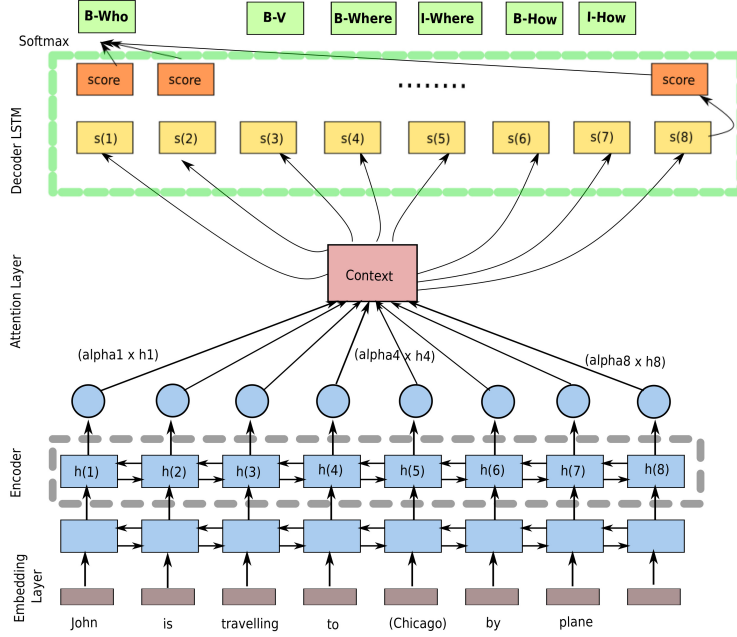 B-Who B-V B-Where I-Where B-How I-How
Softmax
score score ........ score
s(1) s(2) s(3) s(4) s(5) s(6) s(7) s(8)
Decoder LSTM
Context
Attention Layer
(alpha1 x h1) (alpha4 x h4) (alpha8 x h8)
h(1) h(2) h(3) h(4) h(5) h(6) h(7) h(8)
Encoder
Embedding
Layer
John is travelling to (Chicago) by plane